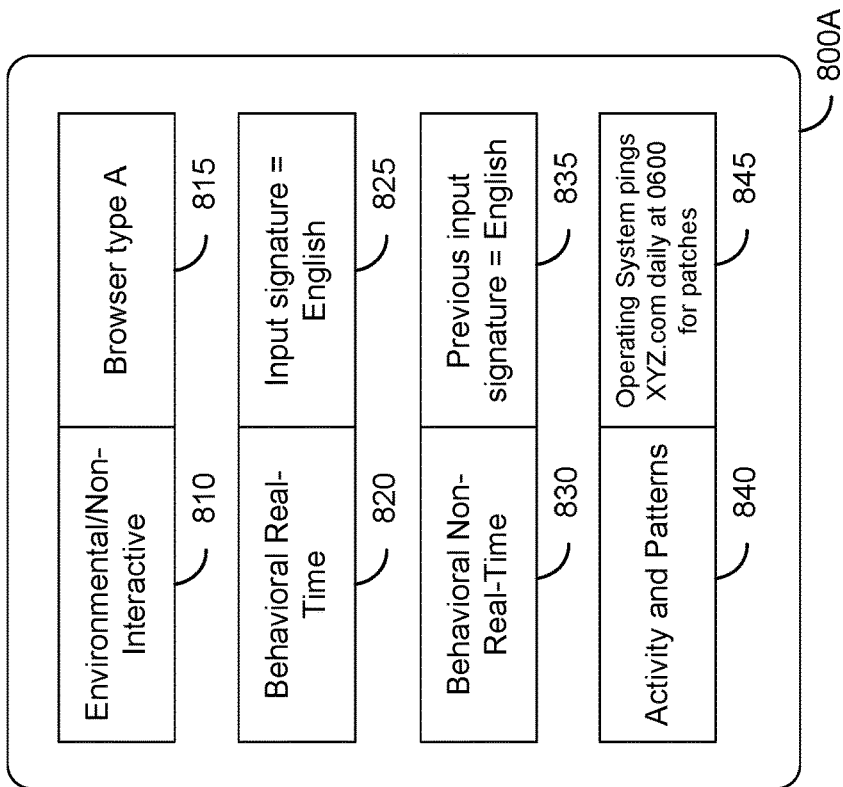 Environmental/Non-
Interactive
810
Browser type A
815
Behavioral Real-
Time
820
Input signature =
English
825
Behavioral Non-
Real-Time
830
Previous input
signature = English
835
Activity and Patterns
840
Operating System pings
XYZ.com daily at 0600
for patches
845
800A